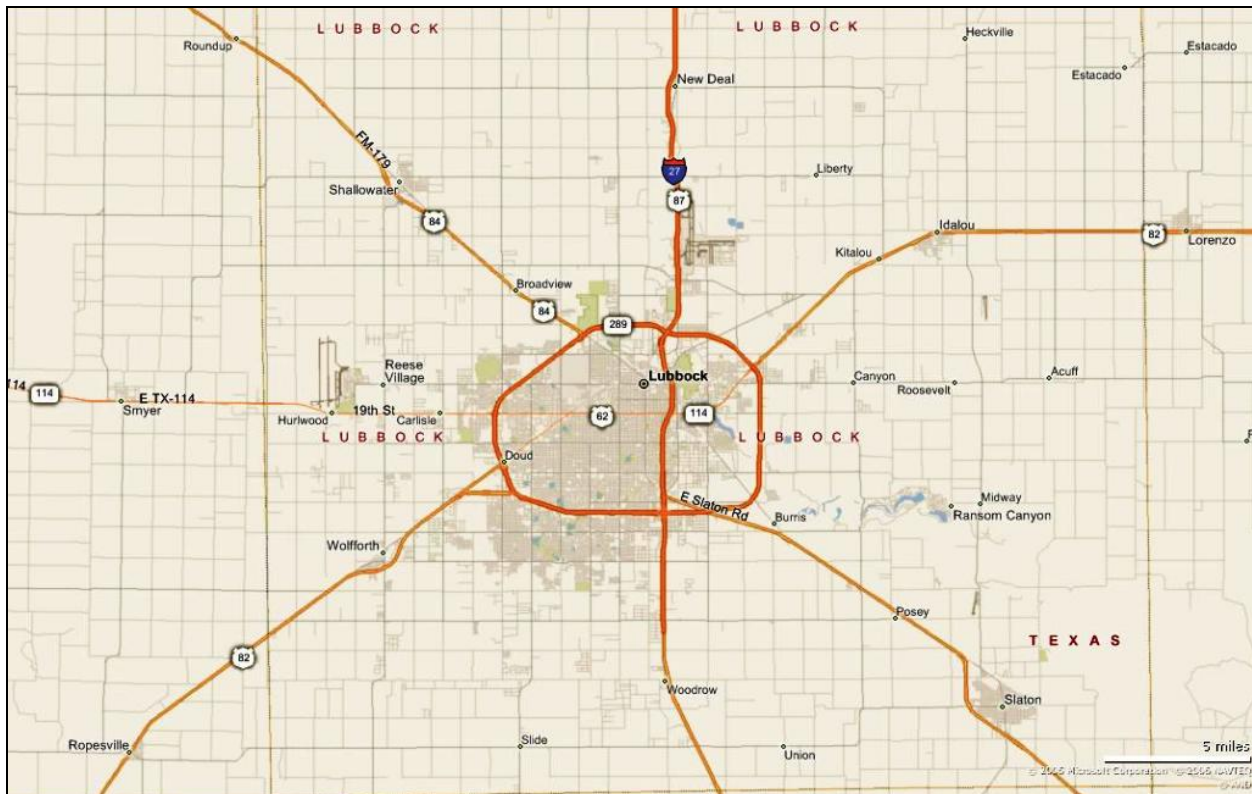 LUBBOCK
LUBBOCK
Roundup
Heckville
Estacado
Estacado
New Deal
FM-179
27
Liberty
Shallowater
87
84
Idalou
82
Lorenzo
Kitalou
Broadview
84
289
Reese
Village
Lubbock
Canyon
Roosevelt
Acuff
114
114
E TX-114
Smyer
Hurlwood
19th St
Carlisle
62
114
LUBBOCK
LUBBOCK
Doud
E Slaton Rd
Burris
Midway
Ransom Canyon
Wolfforth
Posey
TEXAS
82
Woodrow
Slaton
Ropesville
Slide
Union
5 miles
Microsoft Corporation